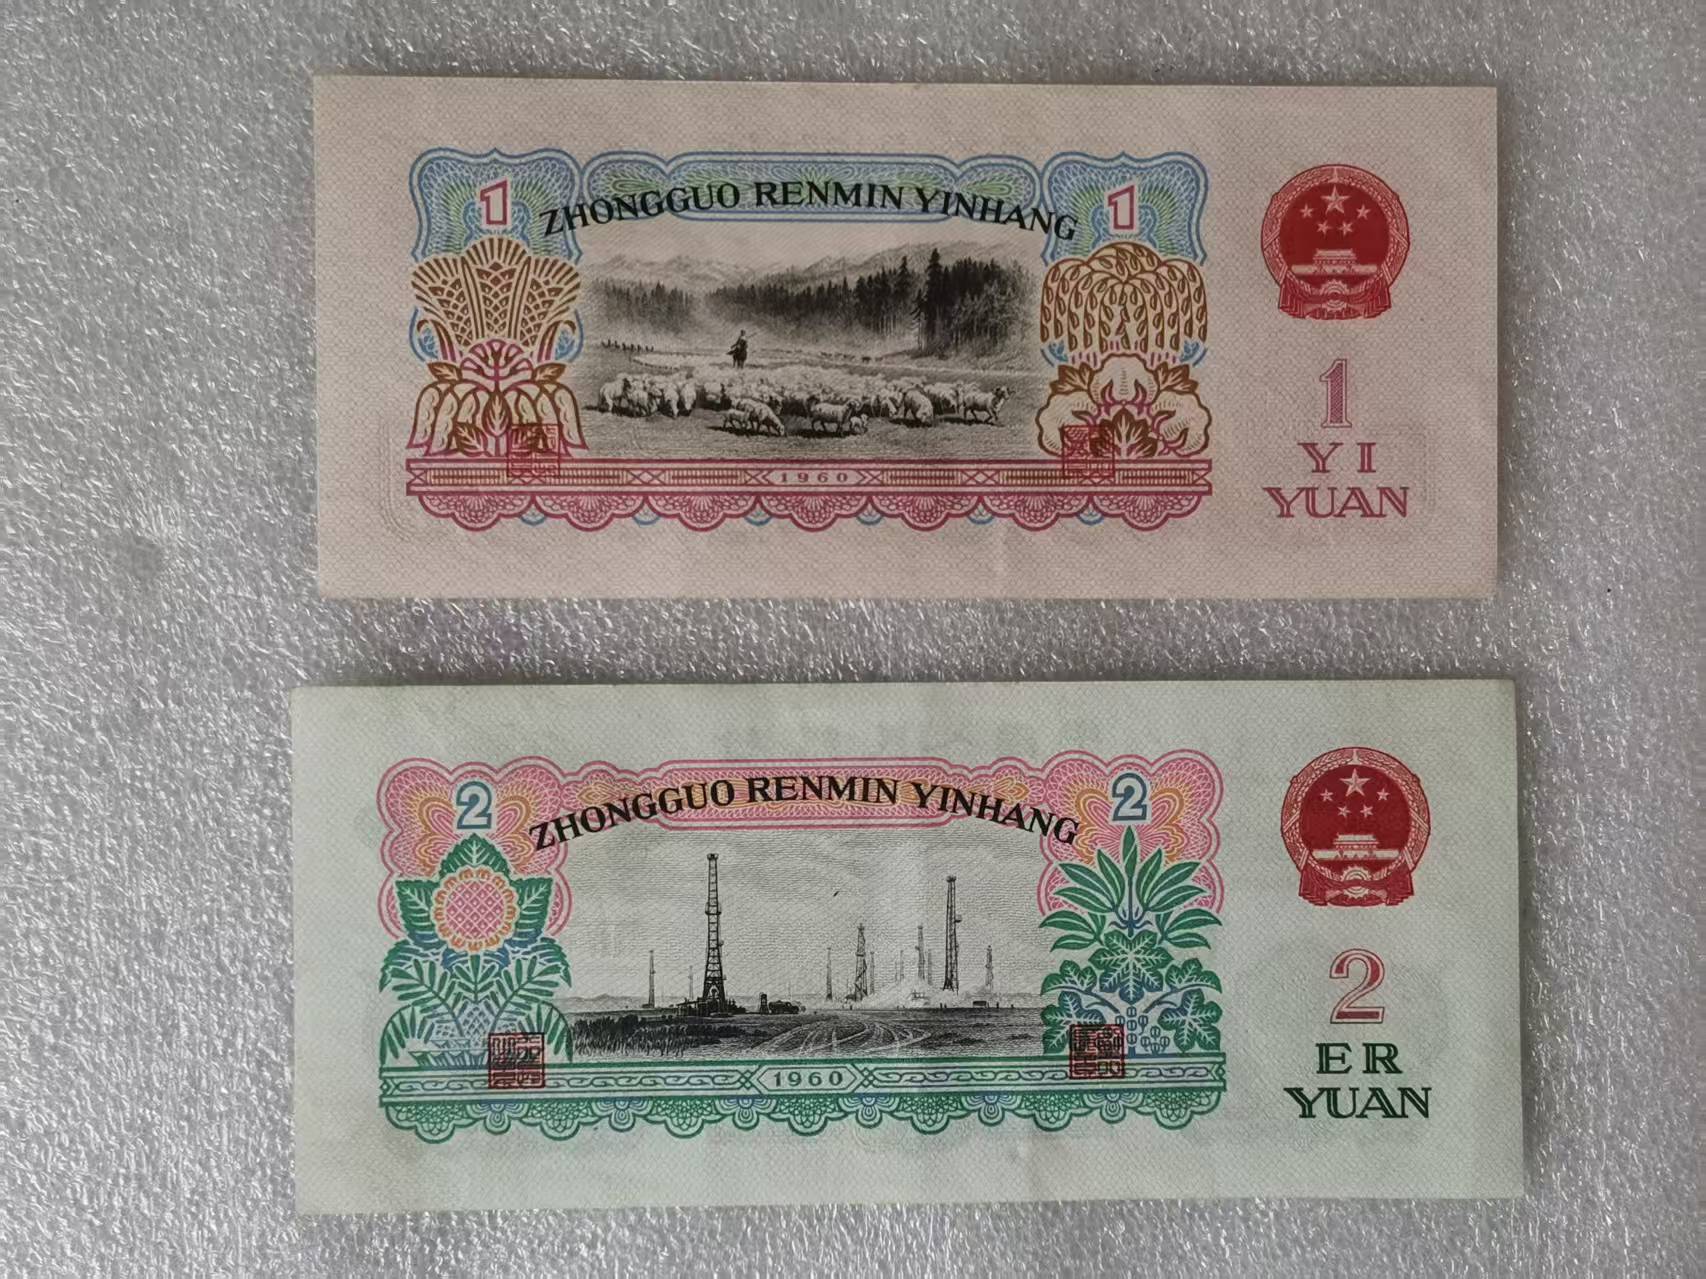 1
ZHONGGUO RENMIN YINHANG
1
1960
1
YI
YUAN
2
ZHONGGUO RENMIN YINHANG
2
1960
2
ER
YUAN